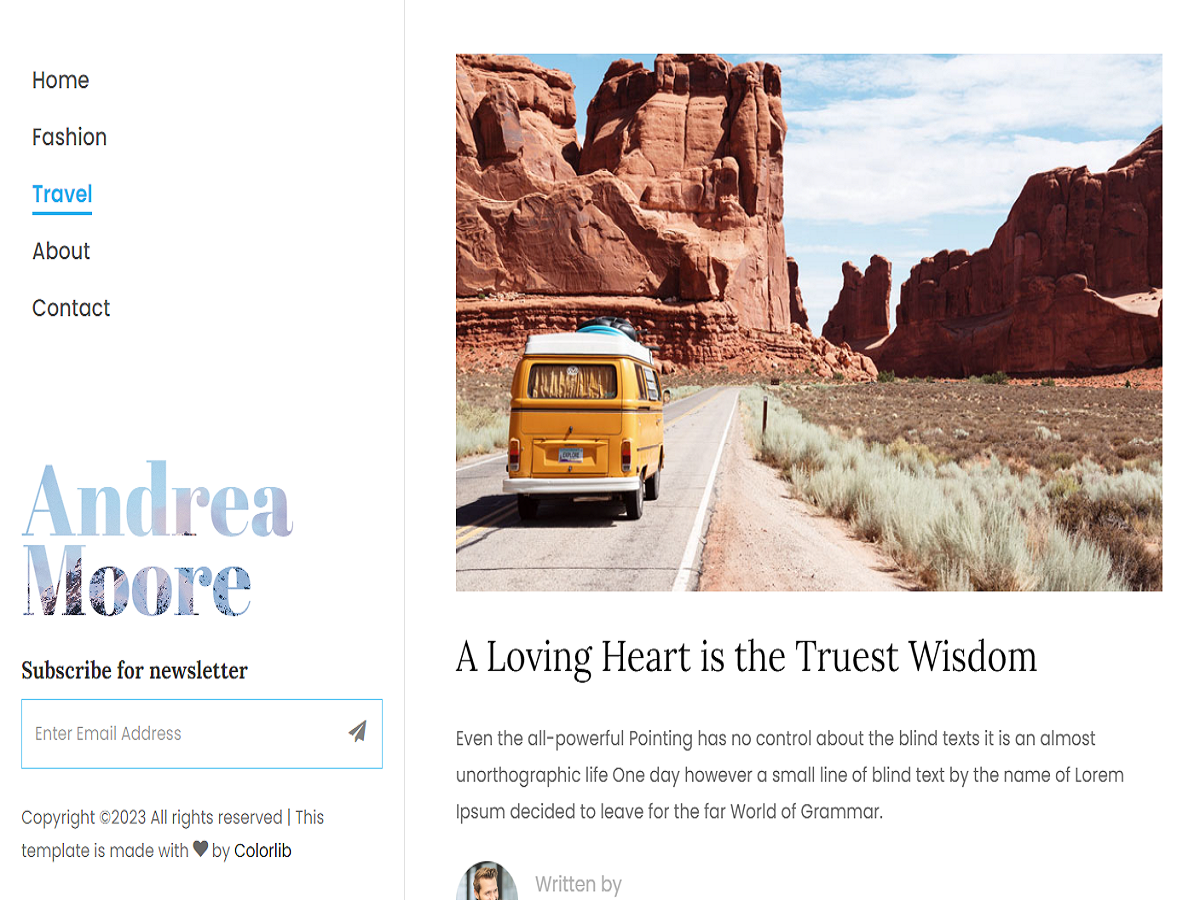 Home
Fashion
Travel
About
Contact
Andrea
Moore
Subscribe for newsletter
Enter Email Address
Copyright ©2023 All rights reserved | This
template is made with ♥ by Colorlib
EXPLORE
A Loving Heart is the Truest Wisdom
Even the all-powerful Pointing has no control about the blind texts it is an almost
unorthographic life One day however a small line of blind text by the name of Lorem
Ipsum decided to leave for the far World of Grammar.
Written by